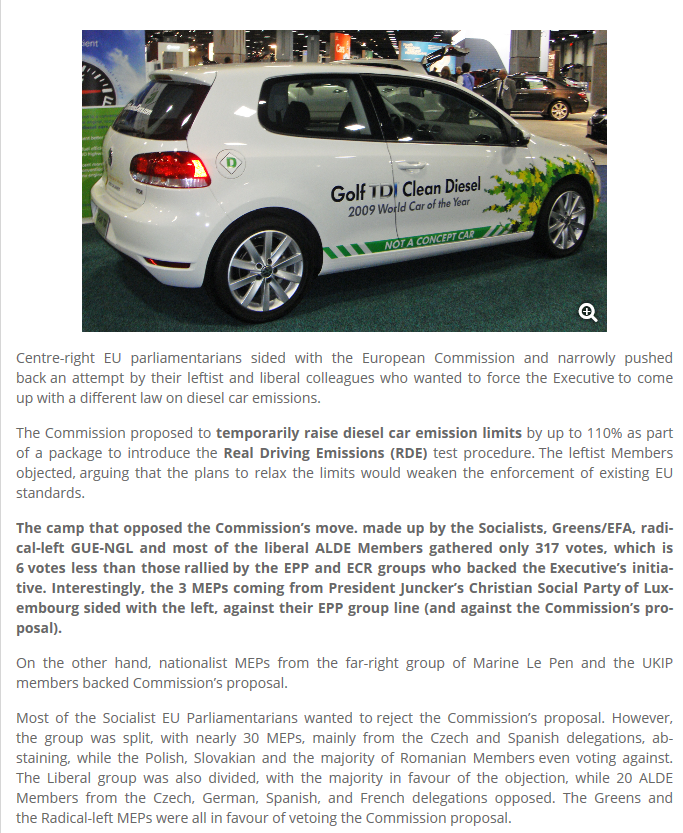 ient
Cars
Golf TDI Clean Diesel
2009 World Car of the Year
NOT A CONCEPT CAR
Centre-right EU parliamentarians sided with the European Commission and narrowly pushed
back an attempt by their leftist and liberal colleagues who wanted to force the Executive to come
up with a different law on diesel car emissions.
The Commission proposed to temporarily raise diesel car emission limits by up to 110% as part
of a package to introduce the Real Driving Emissions (RDE) test procedure. The leftist Members
objected, arguing that the plans to relax the limits would weaken the enforcement of existing EU
standards.
The camp that opposed the Commission’s move. made up by the Socialists, Greens/EFA, radi-
cal-left GUE-NGL and most of the liberal ALDE Members gathered only 317 votes, which is
6 votes less than those rallied by the EPP and ECR groups who backed the Executive’s initia-
tive. Interestingly, the 3 MEPs coming from President Juncker’s Christian Social Party of Lux-
embourg sided with the left, against their EPP group line (and against the Commission’s pro-
posal).
On the other hand, nationalist MEPs from the far-right group of Marine Le Pen and the UKIP
members backed Commission’s proposal.
Most of the Socialist EU Parliamentarians wanted to reject the Commission’s proposal. However,
the group was split, with nearly 30 MEPs, mainly from the Czech and Spanish delegations, ab-
staining, while the Polish, Slovakian and the majority of Romanian Members even voting against.
The Liberal group was also divided, with the majority in favour of the objection, while 20 ALDE
Members from the Czech, German, Spanish, and French delegations opposed. The Greens and
the Radical-left MEPs were all in favour of vetoing the Commission proposal.